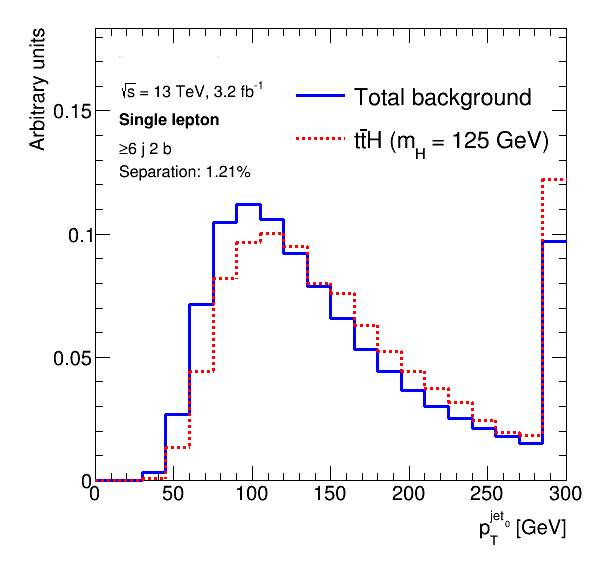 Arbitrary units
√s = 13 TeV, 3.2 fb⁻¹
Single lepton
≥6 j 2 b
Separation: 1.21%
Total background
tt̄H (m_H = 125 GeV)
0.15
0.1
0.05
0
0 50 100 150 200 250 300
p_T^{jet_0} [GeV]